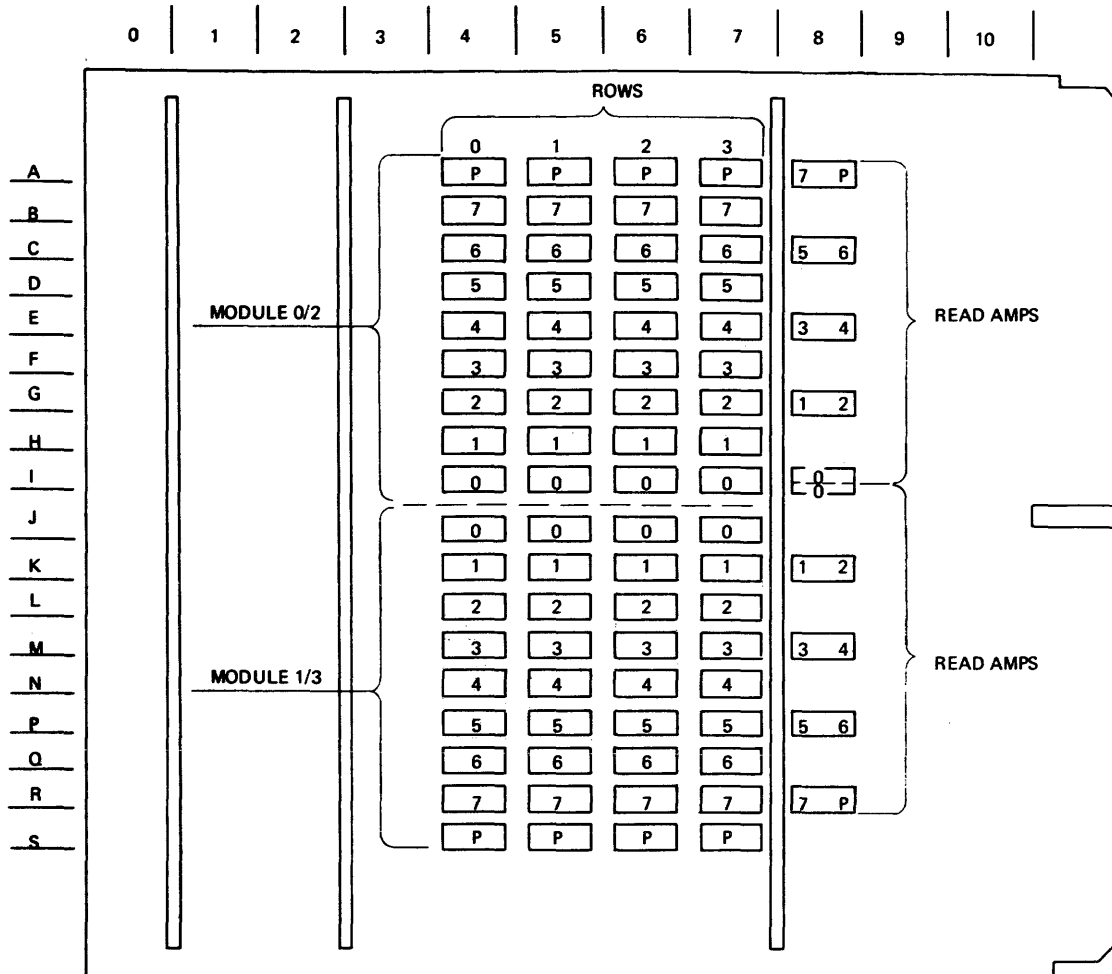 0 1 2 3 4 5 6 7 8 9 10
ROWS
0 1 2 3
A P P P P 7 P
B 7 7 7 7
C 6 6 6 6 5 6
D 5 5 5 5
MODULE 0/2
E 4 4 4 4 3 4
READ AMPS
F 3 3 3 3
G 2 2 2 2 1 2
H 1 1 1 1
I 0 0 0 0 0
0
J 0 0 0 0
K 1 1 1 1 1 2
L 2 2 2 2
M 3 3 3 3 3 4
READ AMPS
MODULE 1/3
N 4 4 4 4
P 5 5 5 5 5 6
Q 6 6 6 6
R 7 7 7 7 7 P
S P P P P